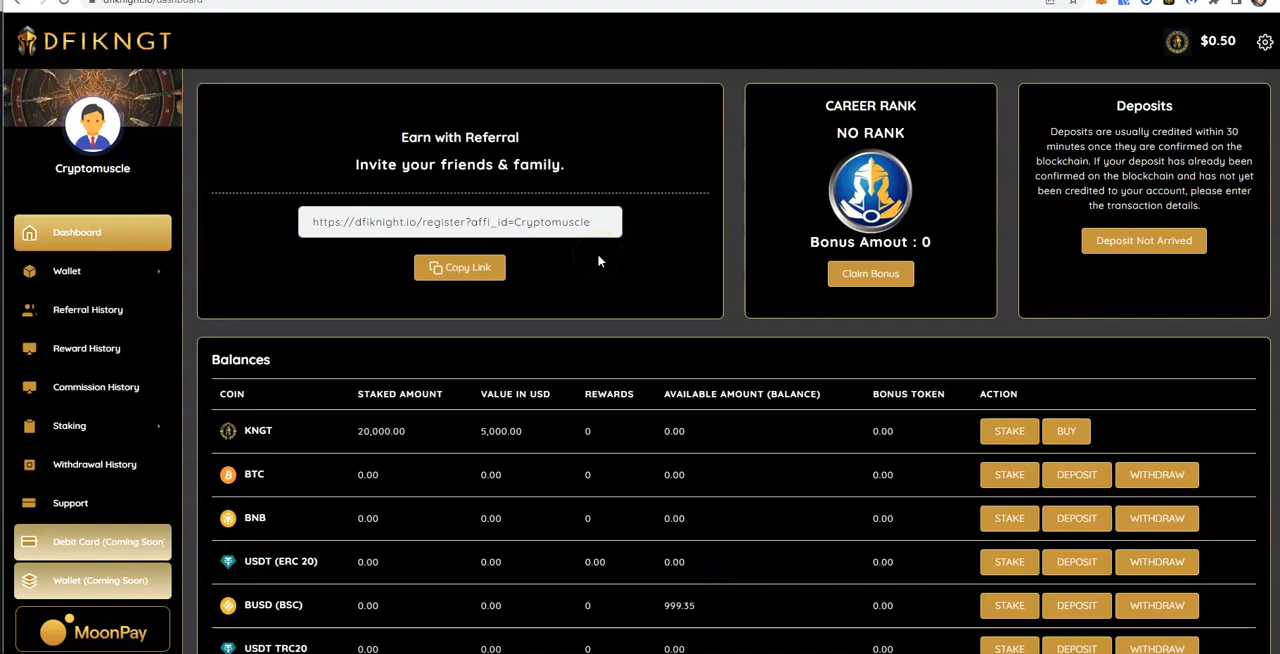 dfiknight.io/dashboard
DFIKNGT
$0.50
Cryptomuscle
Dashboard
Wallet
Referral History
Reward History
Commission History
Staking
Withdrawal History
Support
Debit Card (Coming Soon
Wallet (Coming Soon)
MoonPay
Earn with Referral
Invite your friends & family.
https://dfiknight.io/register?affi_id=Cryptomuscle
Copy Link
CAREER RANK
NO RANK
Bonus Amout : 0
Claim Bonus
Deposits
Deposits are usually credited within 30
minutes once they are confirmed on the
blockchain. If your deposit has already been
confirmed on the blockchain and has not yet
been credited to your account, please enter
the transaction details.
Deposit Not Arrived
Balances
COIN STAKED AMOUNT VALUE IN USD REWARDS AVAILABLE AMOUNT (BALANCE) BONUS TOKEN ACTION
KNGT 20,000.00 5,000.00 0 0.00 0.00 STAKE BUY
BTC 0.00 0.00 0 0.00 0.00 STAKE DEPOSIT WITHDRAW
BNB 0.00 0.00 0 0.00 0.00 STAKE DEPOSIT WITHDRAW
USDT (ERC 20) 0.00 0.00 0.00 0.00 0.00 STAKE DEPOSIT WITHDRAW
BUSD (BSC) 0.00 0.00 0 999.35 0.00 STAKE DEPOSIT WITHDRAW
USDT TRC20 0.00 0.00 0 0.00 0.00 STAKE DEPOSIT WITHDRAW